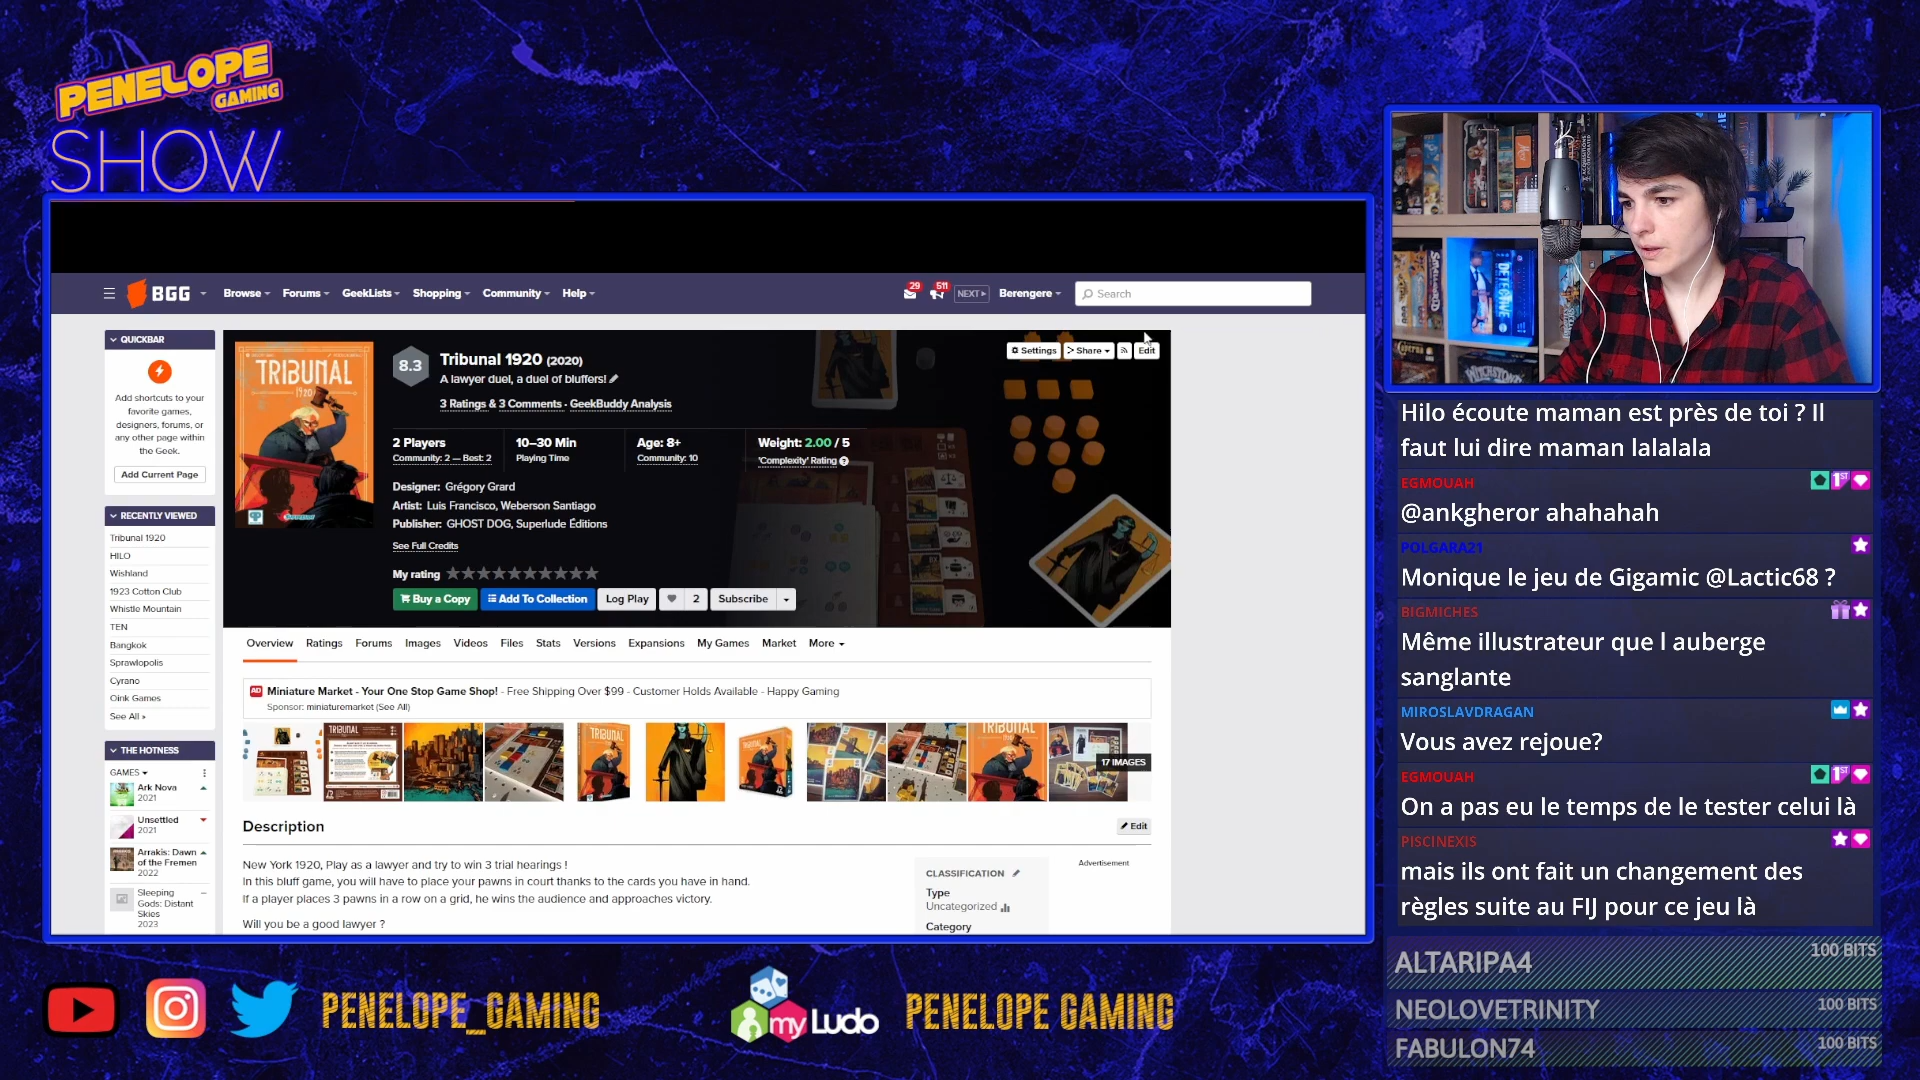 PENELOPE
GAMING
SHOW
BGG
Browse
Forums
GeekLists
Shopping
Community
Help
29
511
NEXT
Berengere
Search
QUICKBAR
Add shortcuts to your
favorite games,
designers, forums, or
any other page within
the Geek.
Add Current Page
RECENTLY VIEWED
Tribunal 1920
HILO
Wishland
1923 Cotton Club
Whistle Mountain
TEN
Bangkok
Sprawlopolis
Cyrano
Oink Games
See All »
THE HOTNESS
GAMES
Ark Nova
2021
Unsettled
2021
Arrakis: Dawn
of the Fremen
2022
Sleeping
Gods: Distant
Skies
2023
TRIBUNAL
1920
8.3
Tribunal 1920 (2020)
A lawyer duel, a duel of bluffers!
3 Ratings & 3 Comments · GeekBuddy Analysis
Settings
Share
Edit
2 Players
Community: 2 — Best: 2
10–30 Min
Playing Time
Age: 8+
Community: 10
Weight: 2.00 / 5
'Complexity' Rating
Designer: Grégory Grard
Artist: Luis Francisco, Weberson Santiago
Publisher: GHOST DOG, Superlude Éditions
See Full Credits
My rating
Buy a Copy
Add To Collection
Log Play
2
Subscribe
Overview
Ratings
Forums
Images
Videos
Files
Stats
Versions
Expansions
My Games
Market
More
AD
Miniature Market - Your One Stop Game Shop! - Free Shipping Over $99 - Customer Holds Available - Happy Gaming
Sponsor: miniaturemarket (See All)
TRIBUNAL
TRIBUNAL
TRIBUNAL
17 IMAGES
Description
Edit
New York 1920, Play as a lawyer and try to win 3 trial hearings !
In this bluff game, you will have to place your pawns in court thanks to the cards you have in hand.
If a player places 3 pawns in a row on a grid, he wins the audience and approaches victory.
Will you be a good lawyer ?
CLASSIFICATION
Type
Uncategorized
Category
Advertisement
DETECTIVE
Hilo écoute maman est près de toi ? Il
faut lui dire maman lalalala
EGMOUAH
1ST
@ankgheror ahahahah
POLGARA21
Monique le jeu de Gigamic @Lactic68 ?
BIGMICHES
Même illustrateur que l auberge
sanglante
MIROSLAVDRAGAN
Vous avez rejoue?
EGMOUAH
1ST
On a pas eu le temps de le tester celui là
PISCINEXIS
mais ils ont fait un changement des
règles suite au FIJ pour ce jeu là
ALTARIPA4
100 BITS
NEOLOVETRINITY
100 BITS
FABULON74
100 BITS
PENELOPE_GAMING
myLudo
PENELOPE GAMING